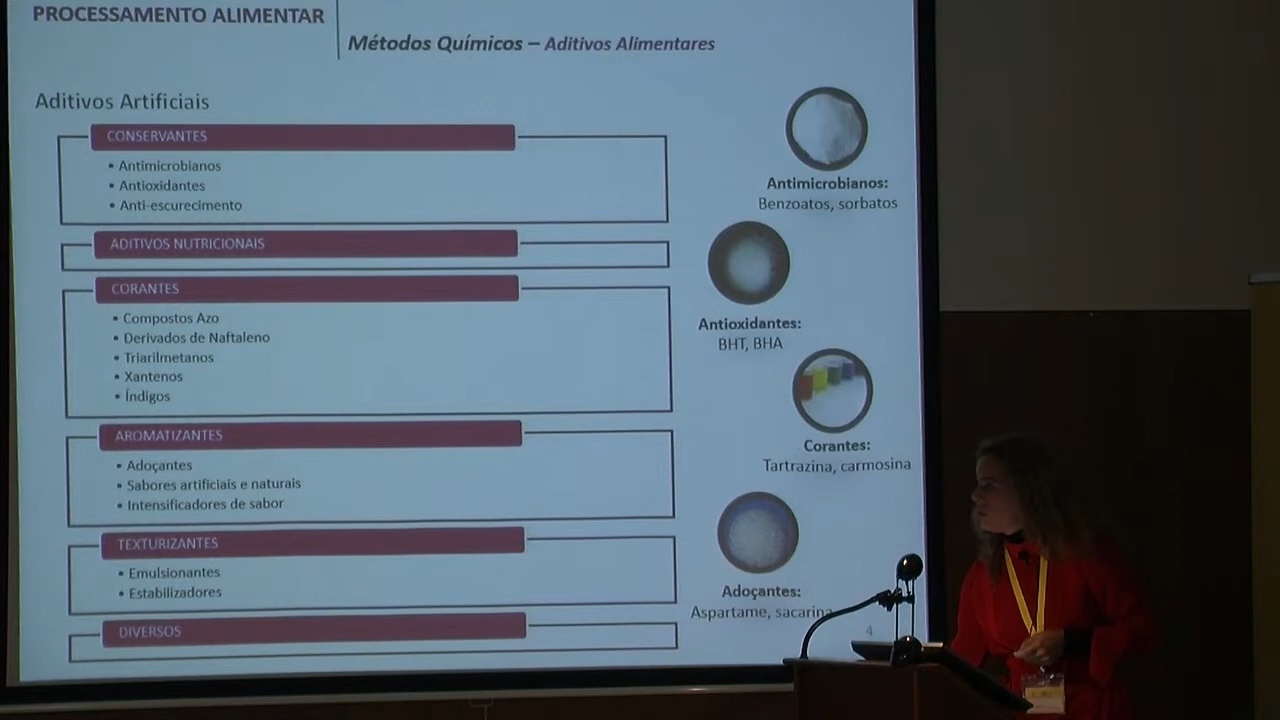 PROCESSAMENTO ALIMENTAR
Métodos Químicos – Aditivos Alimentares
Aditivos Artificiais
CONSERVANTES
• Antimicrobianos
• Antioxidantes
• Anti-escurecimento
ADITIVOS NUTRICIONAIS
CORANTES
• Compostos Azo
• Derivados de Naftaleno
• Triarilmetanos
• Xantenos
• Índigos
AROMATIZANTES
• Adoçantes
• Sabores artificiais e naturais
• Intensificadores de sabor
TEXTURIZANTES
• Emulsionantes
• Estabilizadores
DIVERSOS
Antimicrobianos:
Benzoatos, sorbatos
Antioxidantes:
BHT, BHA
Corantes:
Tartrazina, carmosina
Adoçantes:
Aspartame, sacarina
4